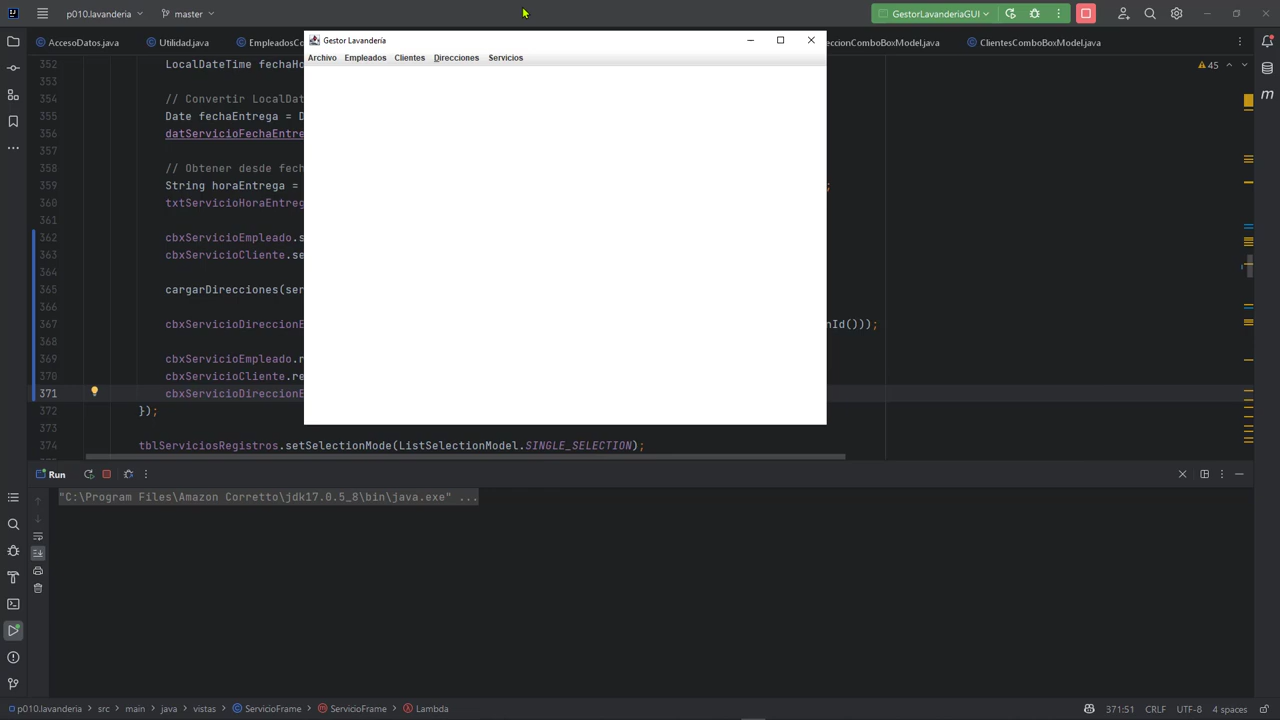 p010.lavanderia
master
GestorLavanderiaGUI
AccesoDatos.java
Utilidad.java
EmpleadosCo
eccionComboBoxModel.java
ClientesComboBoxModel.java
Gestor Lavandería
Archivo Empleados Clientes Direcciones Servicios
45
352 LocalDateTime fechaHo
353
354 // Convertir LocalDat
355 Date fechaEntrega = D
356 datServicioFechaEntre
357
358 // Obtener desde fech
359 String horaEntrega = ;
360 txtServicioHoraEntreg
361
362 cbxServicioEmpleado.s
363 cbxServicioCliente.se
364
365 cargarDirecciones(ser
366
367 cbxServicioDireccionE nId()));
368
369 cbxServicioEmpleado.r
370 cbxServicioCliente.re
371 cbxServicioDireccionE
372 });
373
374 tblServiciosRegistros.setSelectionMode(ListSelectionModel.SINGLE_SELECTION);
Run
"C:\Program Files\Amazon Corretto\jdk17.0.5_8\bin\java.exe" ...
p010.lavanderia > src > main > java > vistas > ServicioFrame > ServicioFrame > Lambda
371:51 CRLF UTF-8 4 spaces